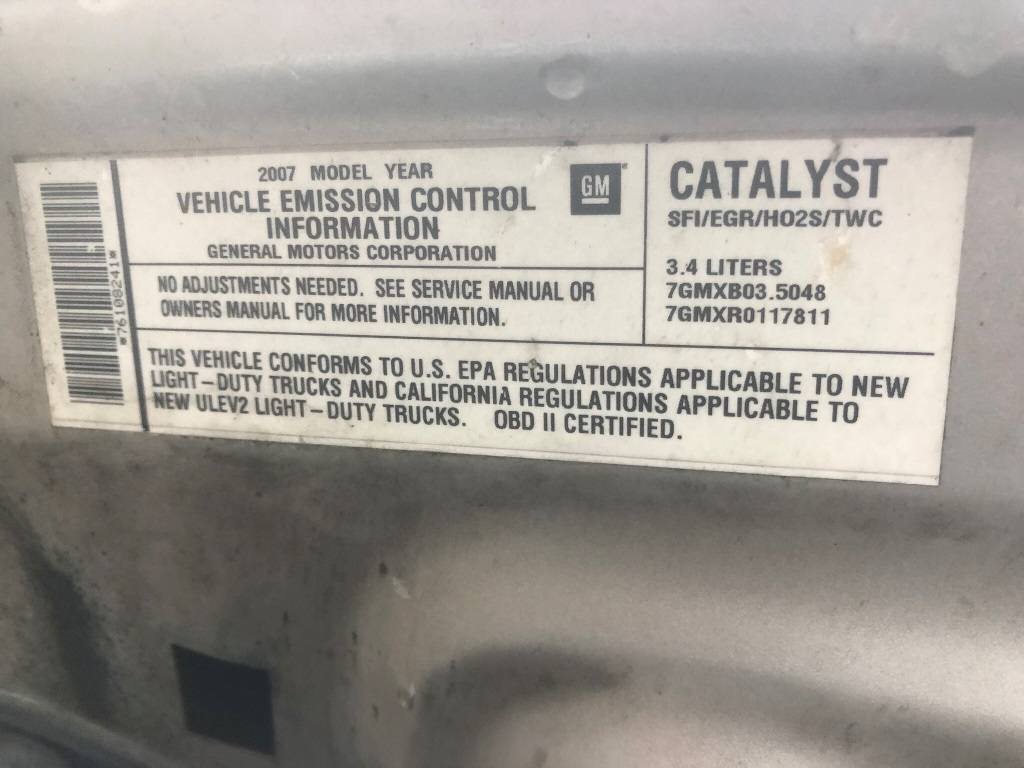 2007 MODEL YEAR
VEHICLE EMISSION CONTROL
INFORMATION
GENERAL MOTORS CORPORATION
GM
NO ADJUSTMENTS NEEDED. SEE SERVICE MANUAL OR
OWNERS MANUAL FOR MORE INFORMATION.
CATALYST
SFI/EGR/HO2S/TWC
3.4 LITERS
7GMXB03.5048
7GMXR0117811
THIS VEHICLE CONFORMS TO U.S. EPA REGULATIONS APPLICABLE TO NEW
LIGHT-DUTY TRUCKS AND CALIFORNIA REGULATIONS APPLICABLE TO
NEW ULEV2 LIGHT-DUTY TRUCKS. OBD II CERTIFIED.
*76108241*